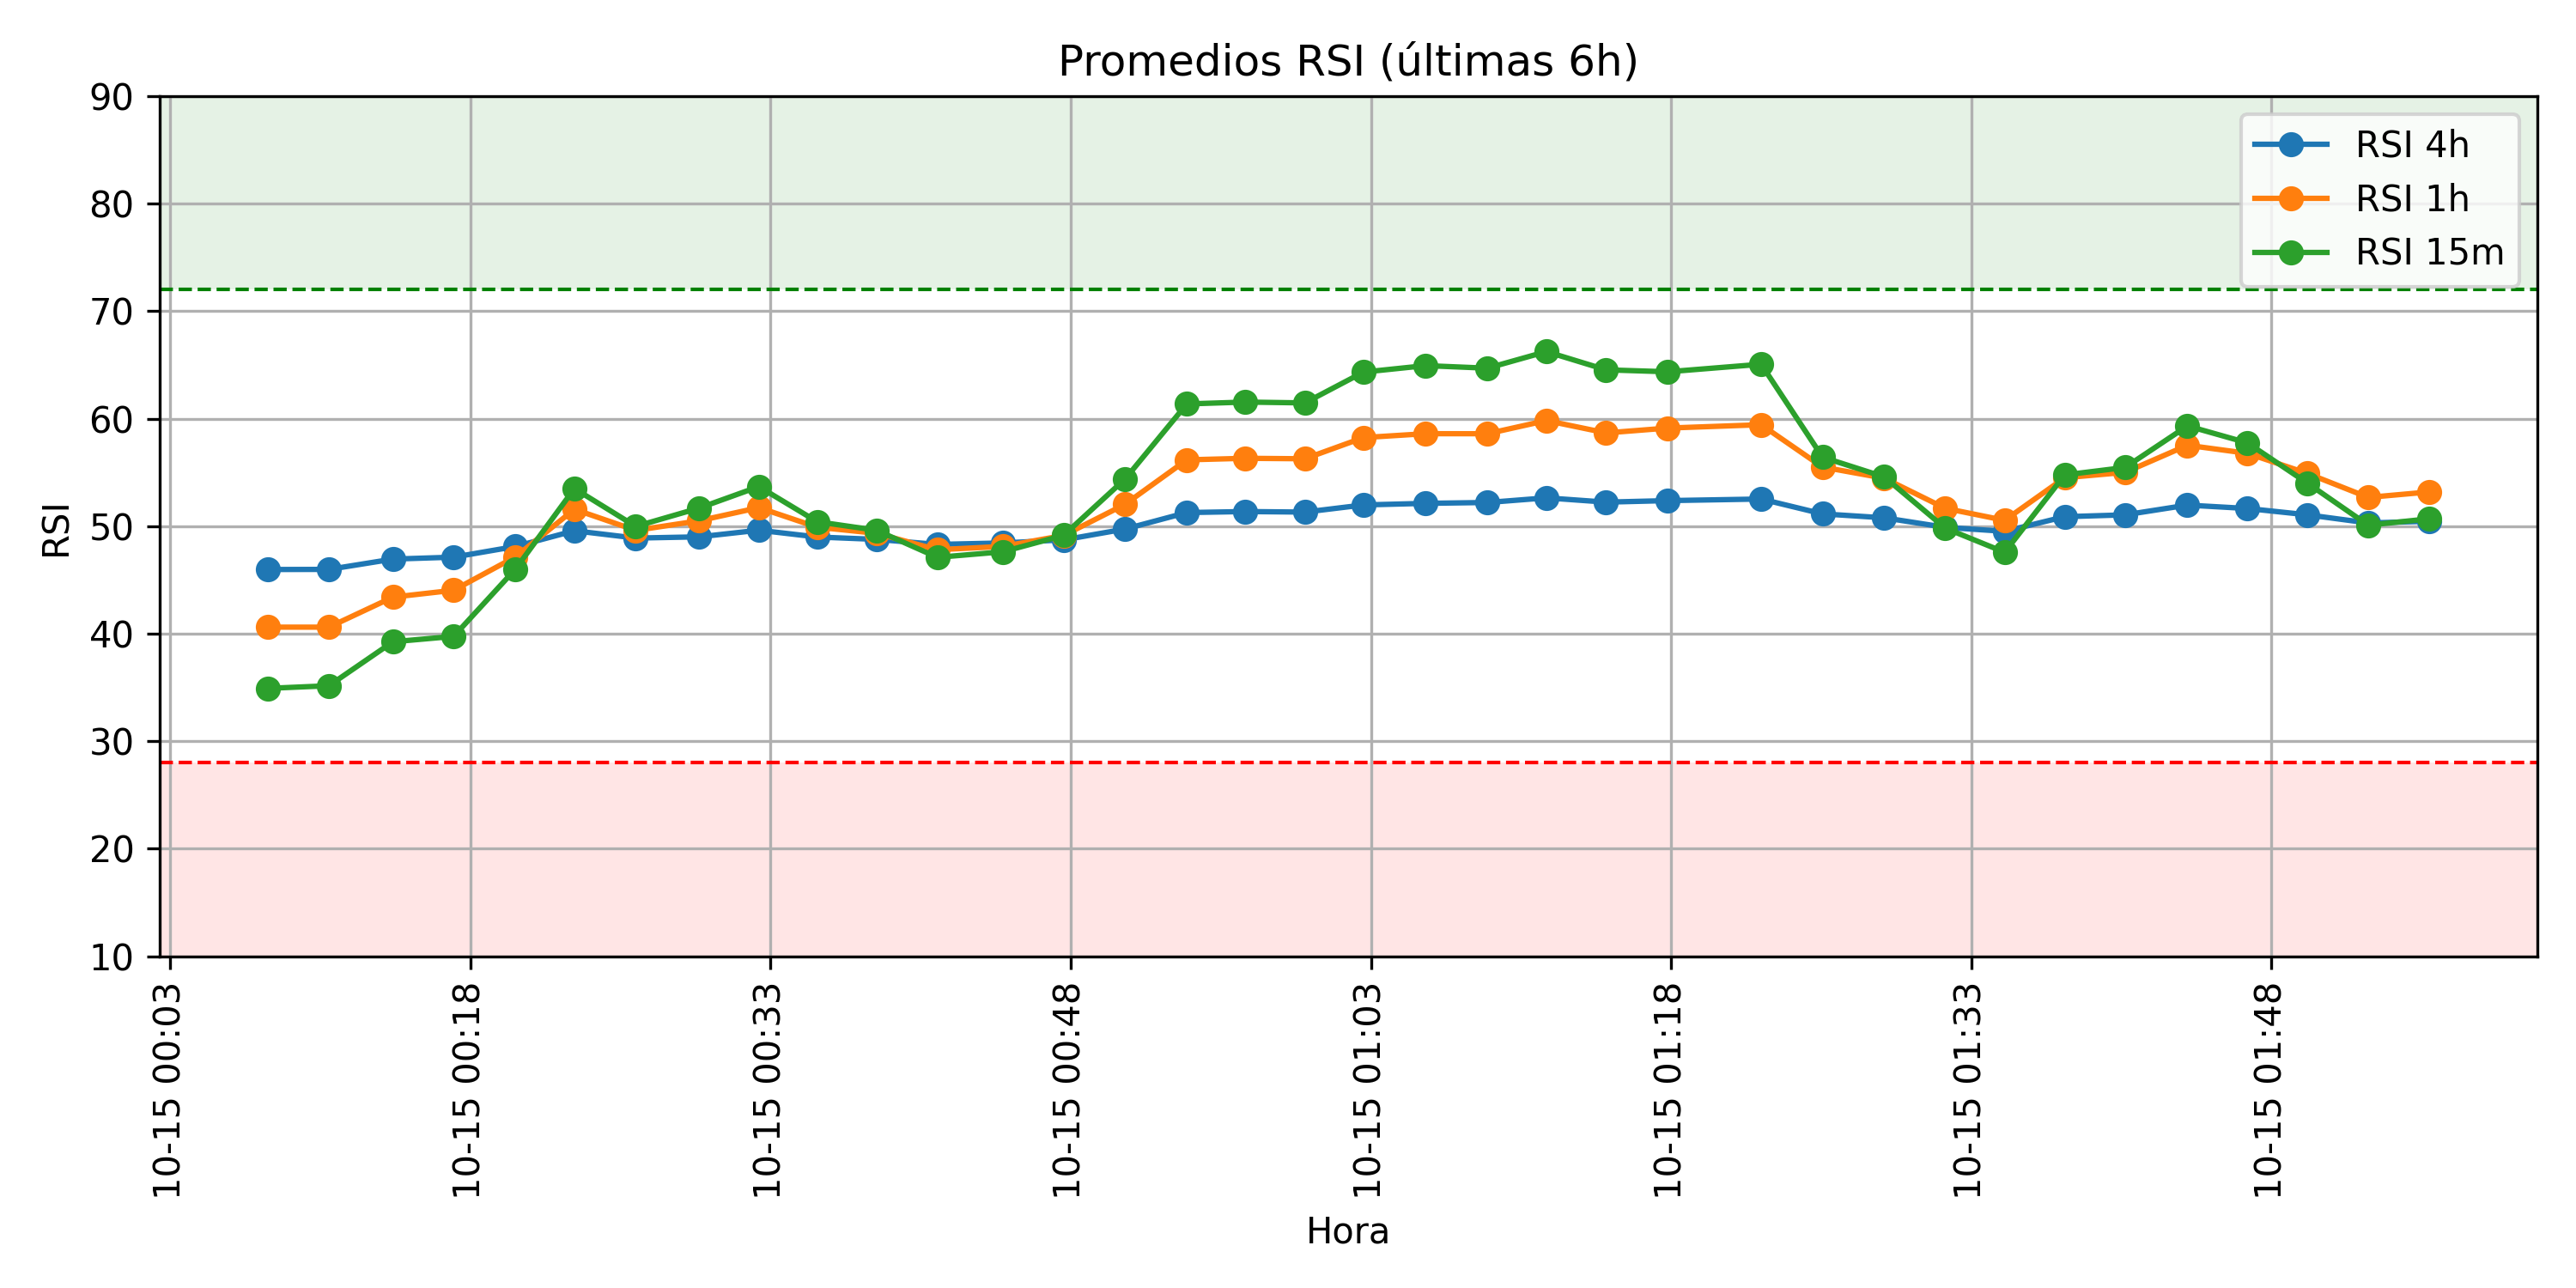 Promedios RSI (últimas 6h)
RSI 4h
RSI 1h
RSI 15m
RSI
90
80
70
60
50
40
30
20
10
10-15 00:03
10-15 00:18
10-15 00:33
10-15 00:48
10-15 01:03
10-15 01:18
10-15 01:33
10-15 01:48
Hora